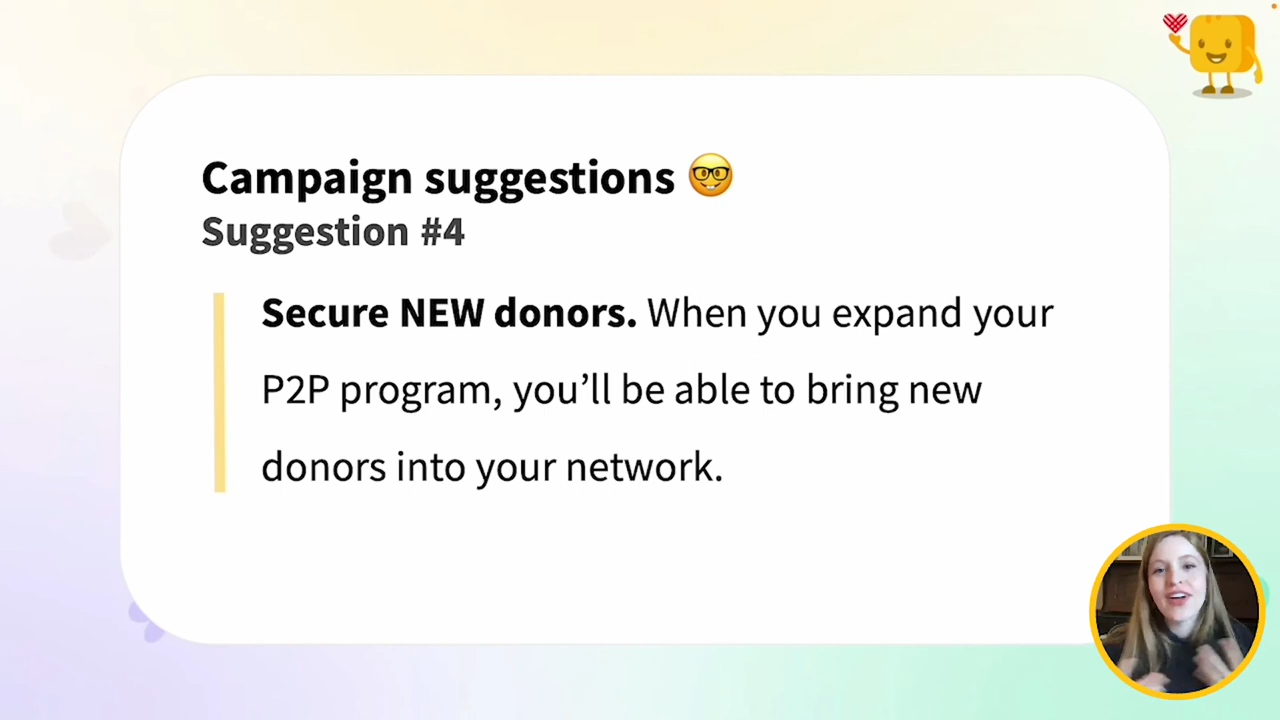 Campaign suggestions 🤓
Suggestion #4
Secure NEW donors. When you expand your
P2P program, you’ll be able to bring new
donors into your network.